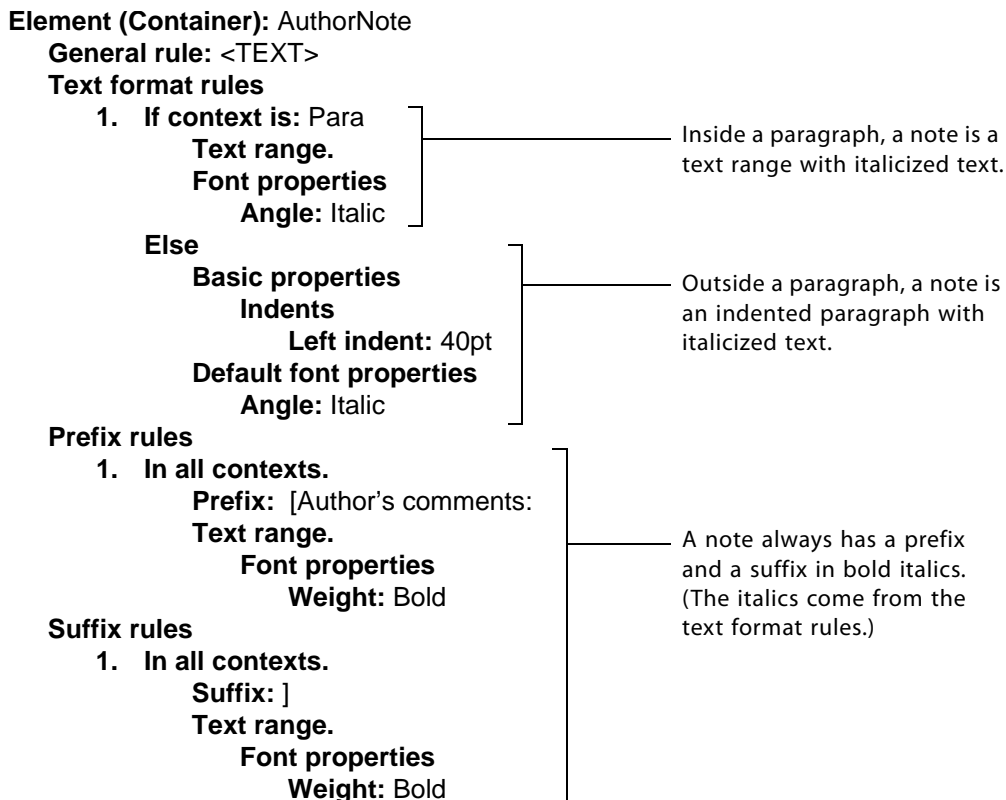 Element (Container): AuthorNote
General rule: <TEXT>
Text format rules
1. If context is: Para
Text range.
Font properties
Angle: Italic
Inside a paragraph, a note is a
text range with italicized text.
Else
Basic properties
Indents
Left indent: 40pt
Default font properties
Angle: Italic
Outside a paragraph, a note is
an indented paragraph with
italicized text.
Prefix rules
1. In all contexts.
Prefix: [Author’s comments:
Text range.
Font properties
Weight: Bold
Suffix rules
1. In all contexts.
Suffix: ]
Text range.
Font properties
Weight: Bold
A note always has a prefix
and a suffix in bold italics.
(The italics come from the
text format rules.)